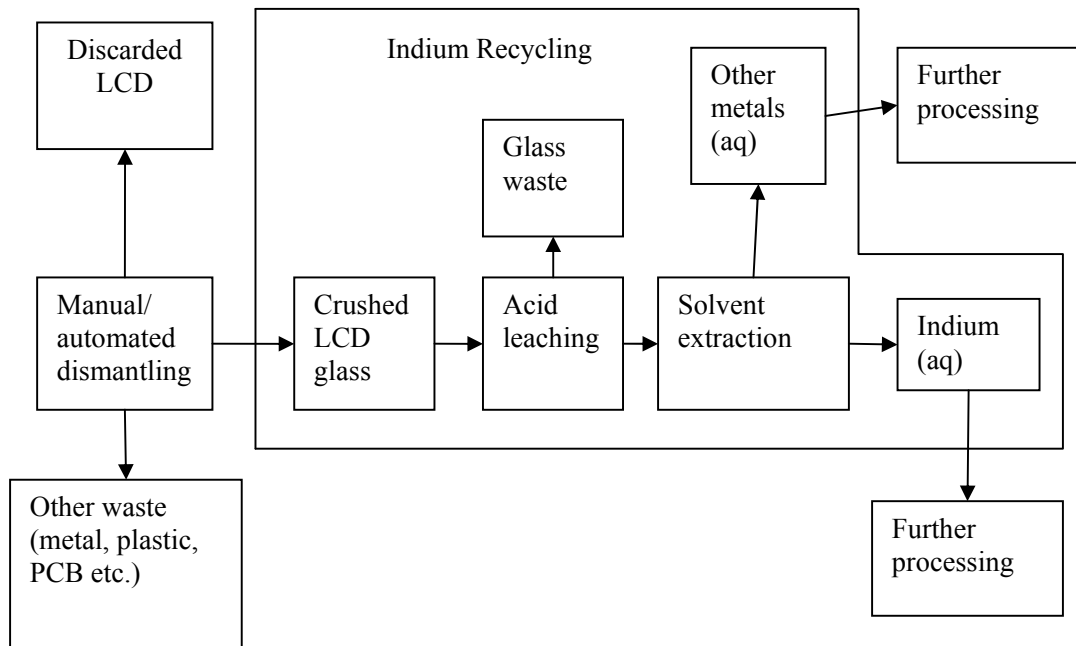 Discarded
LCD
Indium Recycling
Other
metals
(aq)
Further
processing
Glass
waste
Manual/
automated
dismantling
Crushed
LCD
glass
Acid
leaching
Solvent
extraction
Indium
(aq)
Other waste
(metal, plastic,
PCB etc.)
Further
processing